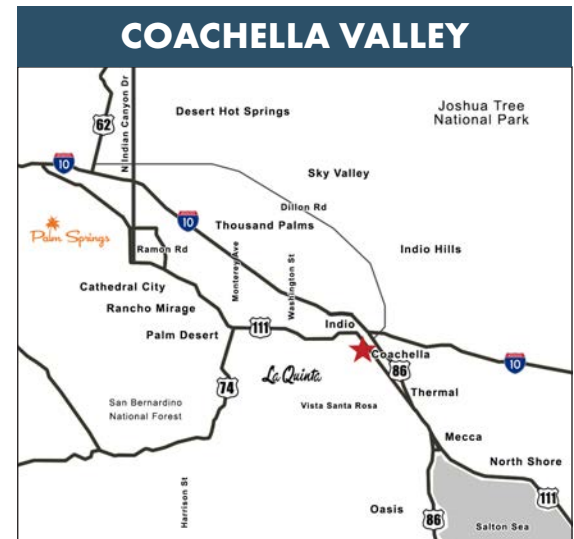 COACHELLA VALLEY
Desert Hot Springs
Joshua Tree
National Park
62
N Indian Canyon Dr
10
Sky Valley
Dillon Rd
10
Thousand Palms
Palm Springs
Ramon Rd
Indio Hills
Monterey Ave
Washington St
Cathedral City
Rancho Mirage
Indio
Palm Desert
111
Coachella
10
86
La Quinta
74
Thermal
San Bernardino
National Forest
Vista Santa Rosa
Mecca
North Shore
Harrison St
111
Oasis
86
Salton Sea